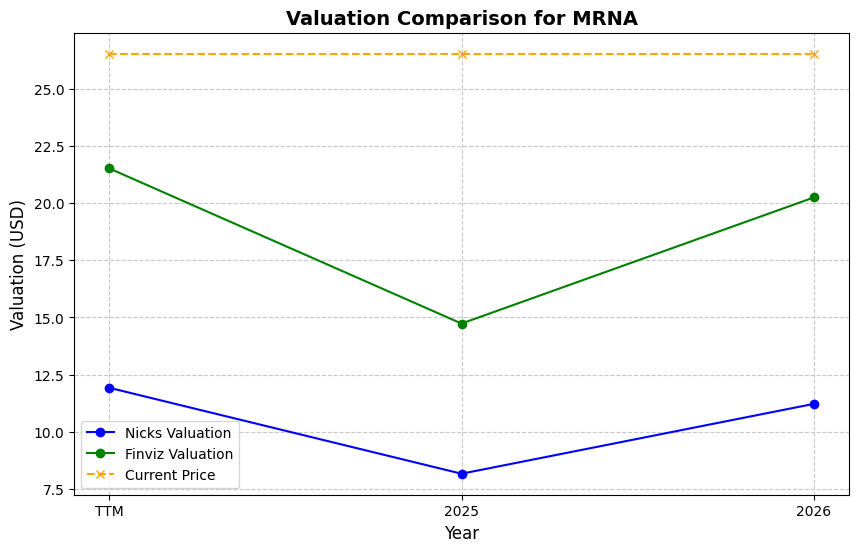 Valuation Comparison for MRNA
Valuation (USD)
25.0
22.5
20.0
17.5
15.0
12.5
10.0
7.5
Nicks Valuation
Finviz Valuation
Current Price
TTM 2025 2026
Year